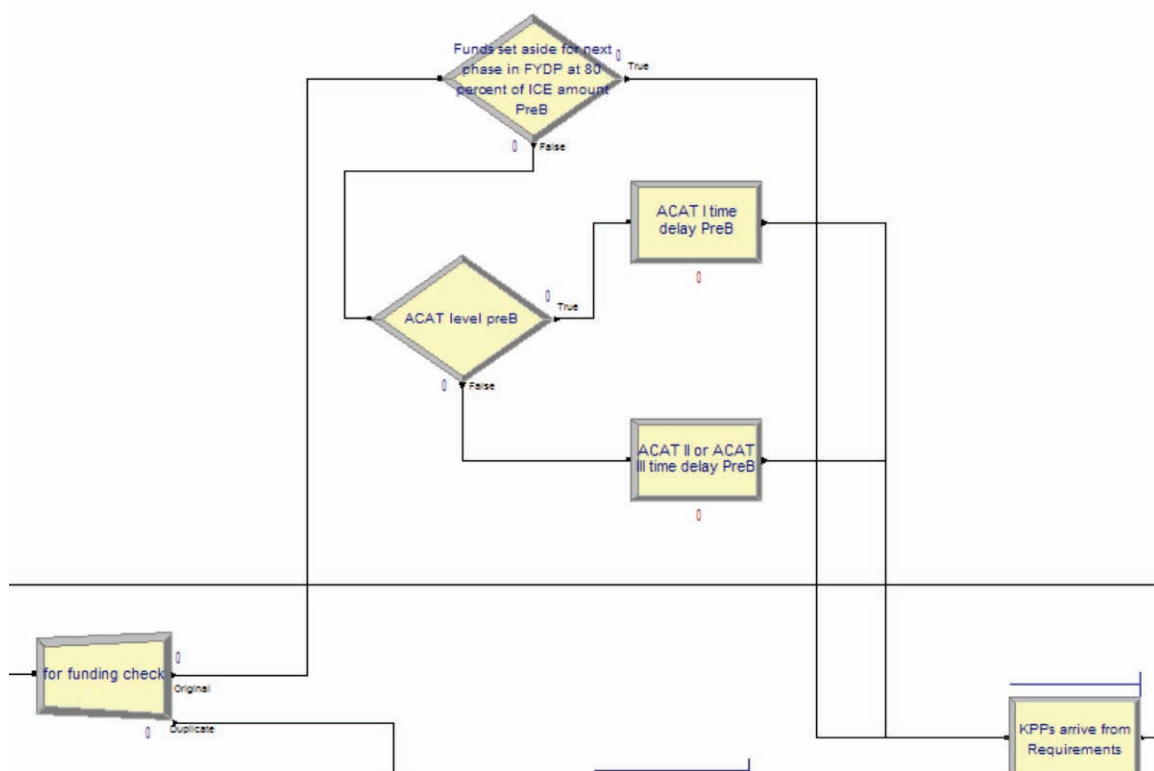 Funds set aside for next
phase in FYDP at 80
percent of ICE amount
PreB
0
True
0
False
ACAT I time
delay PreB
0
ACAT level preB
0
True
0
False
ACAT II or ACAT
III time delay PreB
0
for funding check
0
Original
0
Duplicate
KPPs arrive from
Requirements